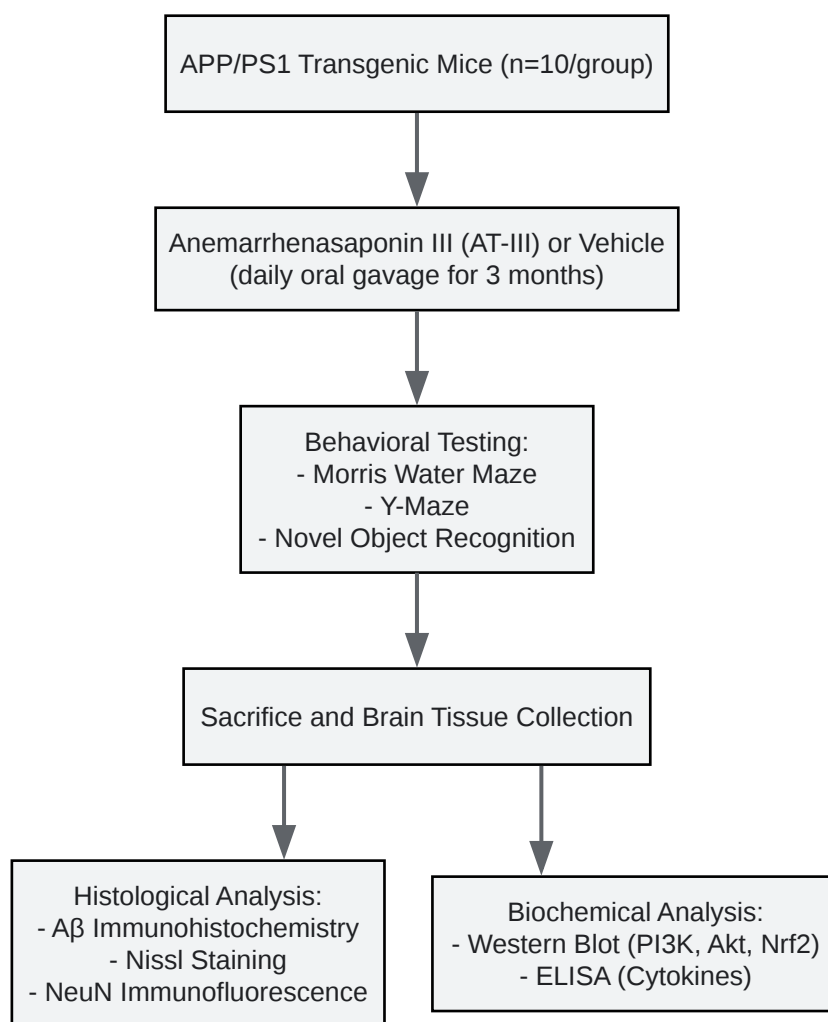 APP/PS1 Transgenic Mice (n=10/group)
Anemarrhenasaponin III (AT-III) or Vehicle
(daily oral gavage for 3 months)
Behavioral Testing:
- Morris Water Maze
- Y-Maze
- Novel Object Recognition
Sacrifice and Brain Tissue Collection
Histological Analysis:
- Aβ Immunohistochemistry
- Nissl Staining
- NeuN Immunofluorescence
Biochemical Analysis:
- Western Blot (PI3K, Akt, Nrf2)
- ELISA (Cytokines)